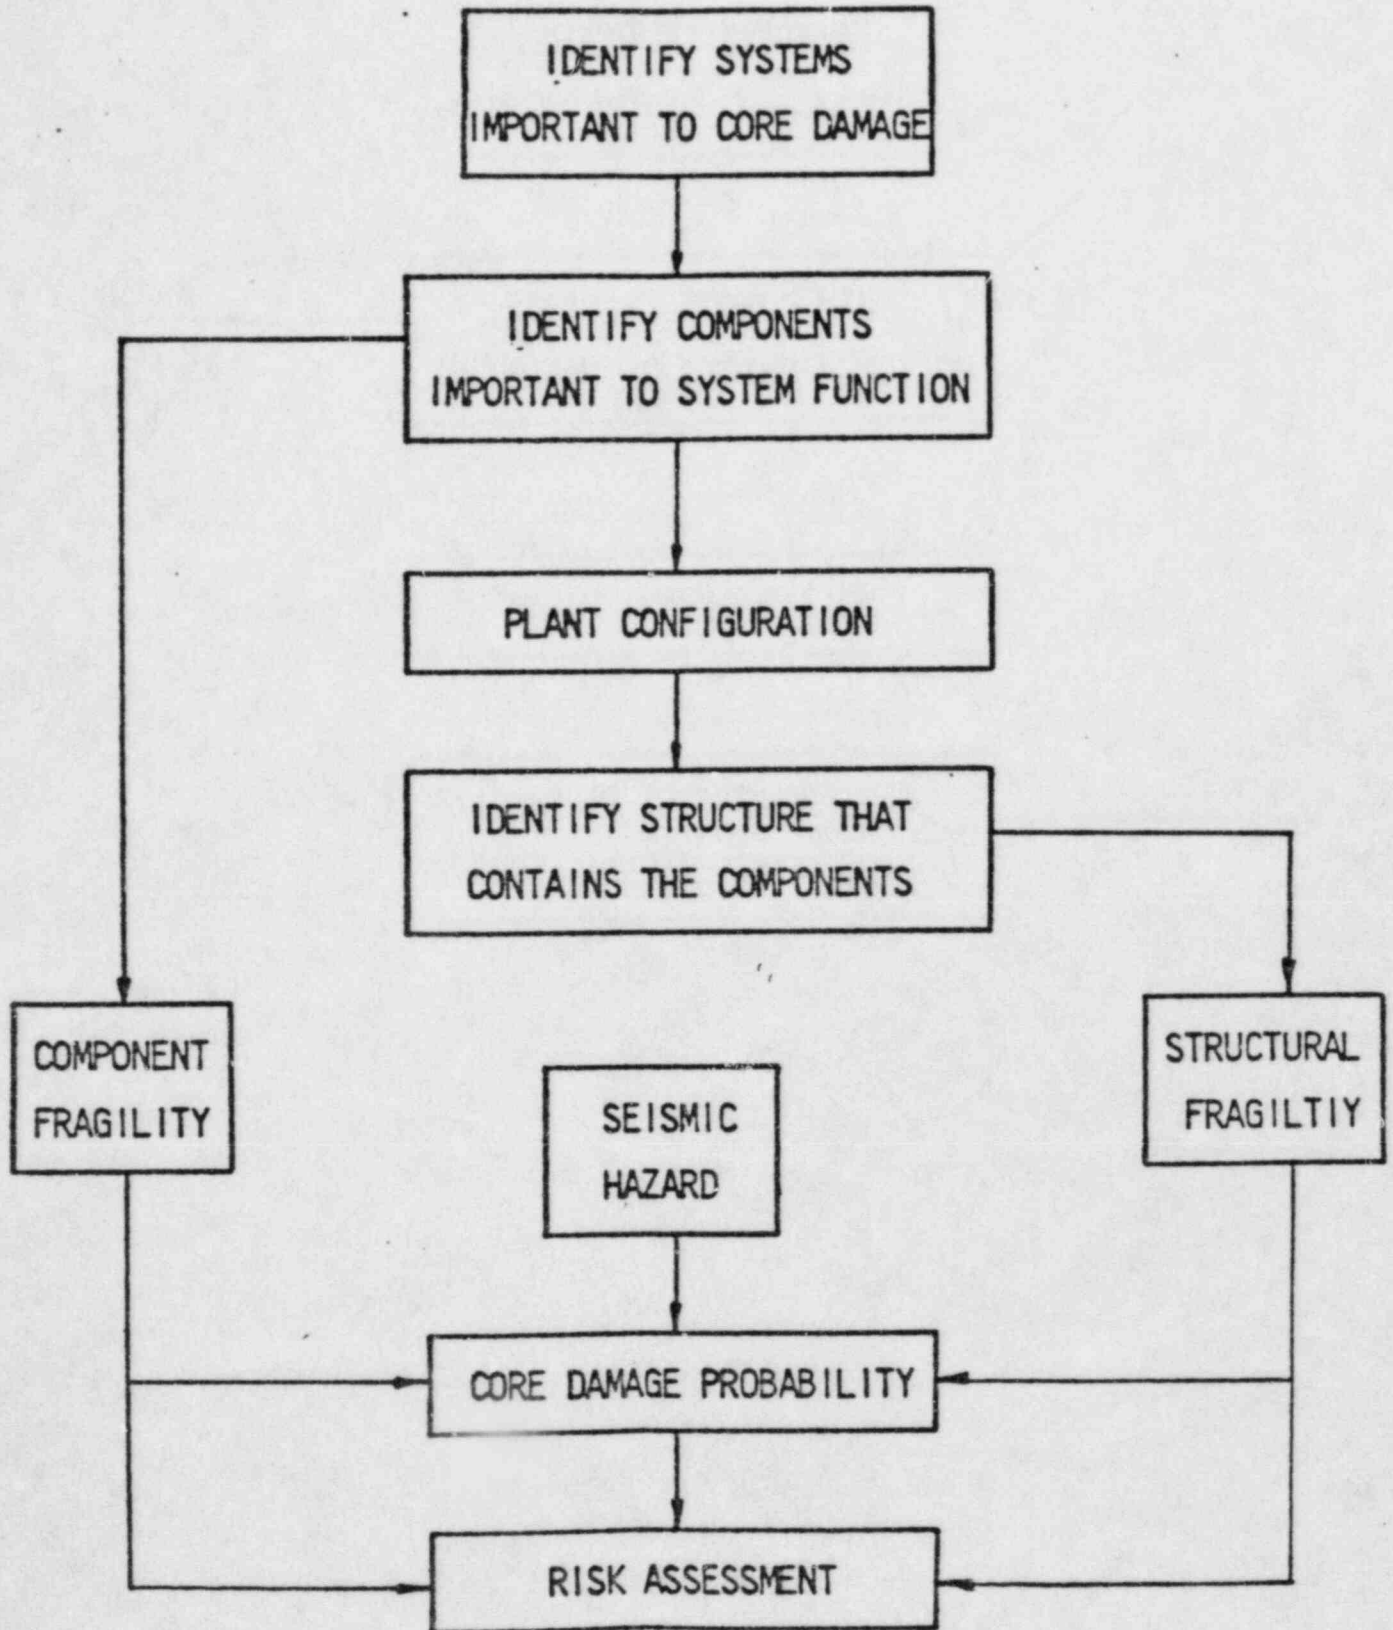 IDENTIFY SYSTEMS
IMPORTANT TO CORE DAMAGE
IDENTIFY COMPONENTS
IMPORTANT TO SYSTEM FUNCTION
PLANT CONFIGURATION
IDENTIFY STRUCTURE THAT
CONTAINS THE COMPONENTS
COMPONENT
FRAGILITY
SEISMIC
HAZARD
STRUCTURAL
FRAGILTIY
CORE DAMAGE PROBABILITY
RISK ASSESSMENT